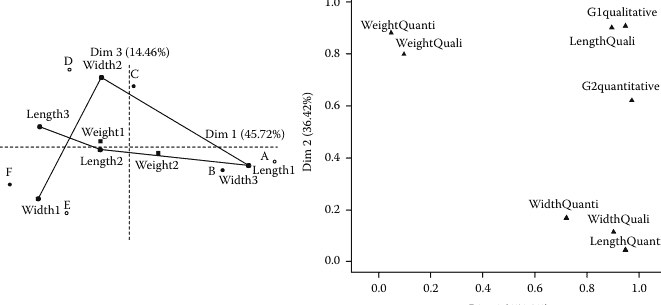 D
Dim 3 (14.46%)
Width2
C
Length3
Weight1
Dim 1 (45.72%)
Length2
Weight2
A
B
Length1
Width3
F
Width1
E
Dim 2 (36.42%)
1.0
0.8
0.6
0.4
0.2
0.0
WeightQuanti
WeightQuali
G1qualitative
LengthQuali
G2quantitative
WidthQuanti
WidthQuali
LengthQuant
0.0 0.2 0.4 0.6 0.8 1.0